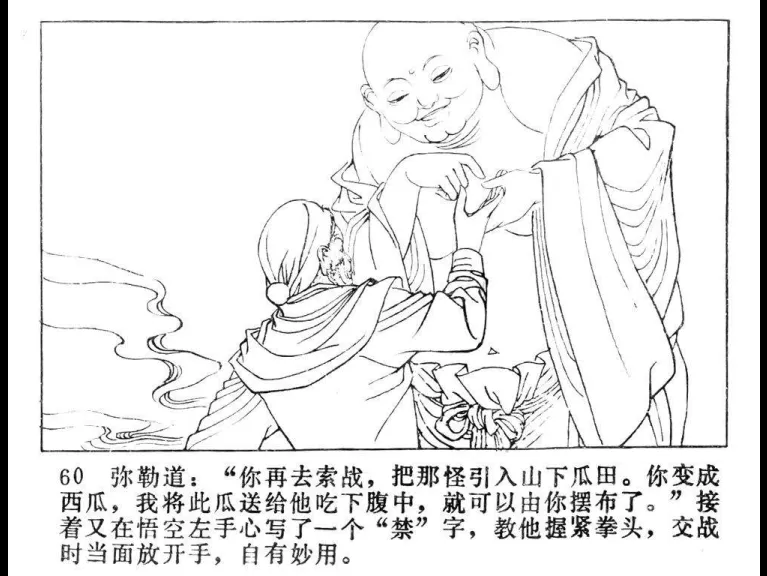 60 弥勒道：“你再去索战，把那怪引入山下瓜田。你变成
西瓜，我将此瓜送给他吃下腹中，就可以由你摆布了。”接
着又在悟空左手心写了一个“禁”字，教他握紧拳头，交战
时当面放开手，自有妙用。